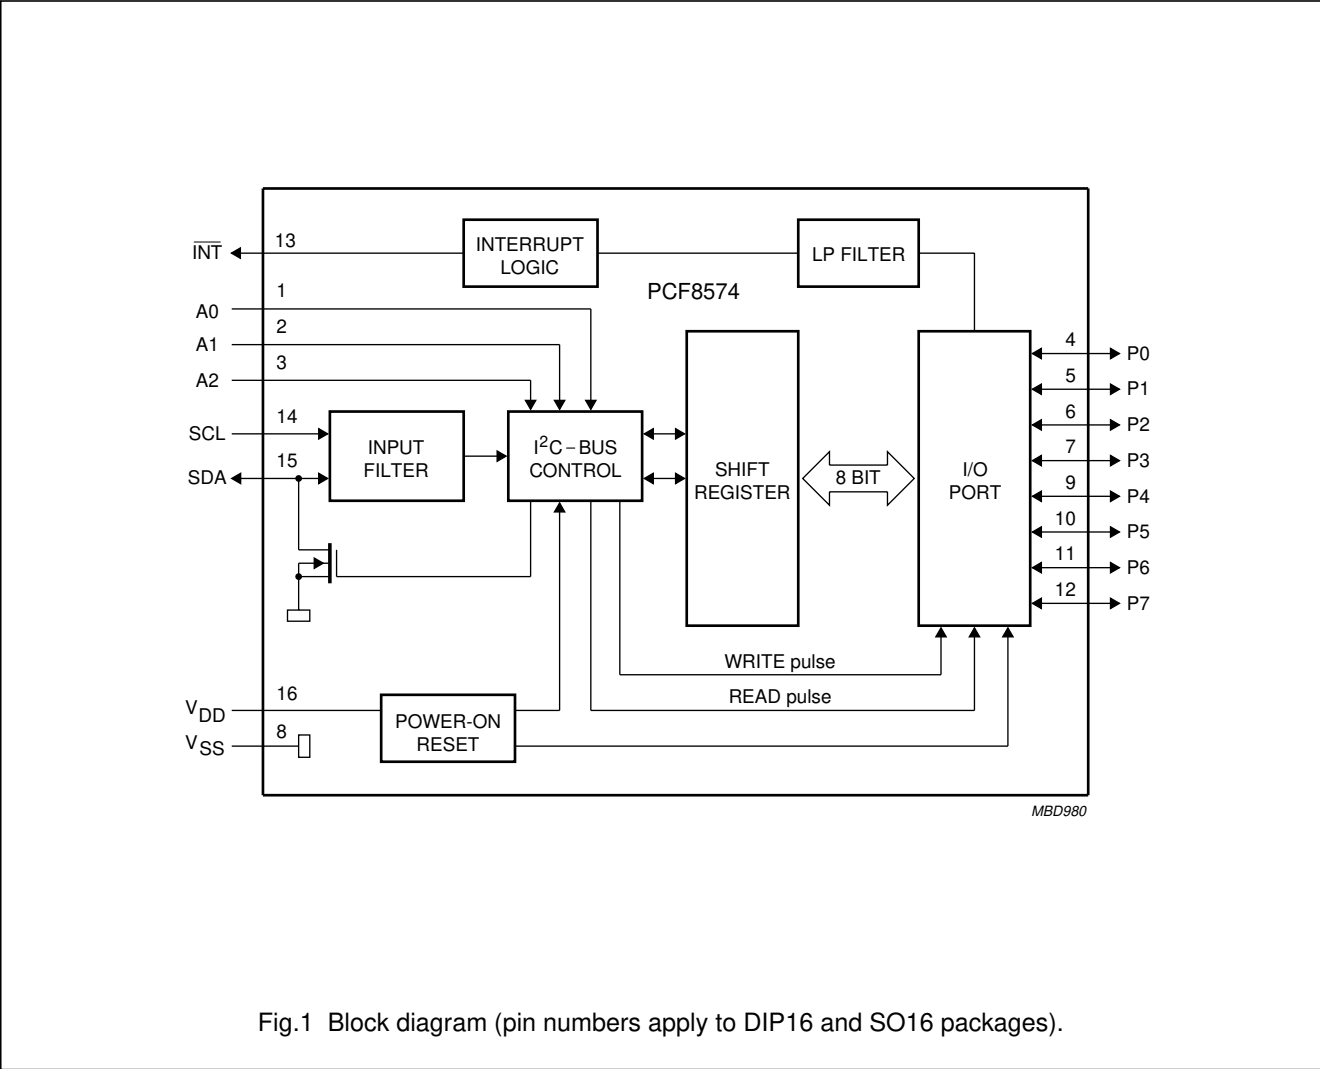 INT
13
INTERRUPT
LOGIC
LP FILTER
PCF8574
A0
1
A1
2
A2
3
SCL
14
SDA
15
INPUT
FILTER
I²C – BUS
CONTROL
SHIFT
REGISTER
8 BIT
I/O
PORT
4
P0
5
P1
6
P2
7
P3
9
P4
10
P5
11
P6
12
P7
WRITE pulse
READ pulse
VDD
16
VSS
8
POWER-ON
RESET
MBD980
Fig.1 Block diagram (pin numbers apply to DIP16 and SO16 packages).